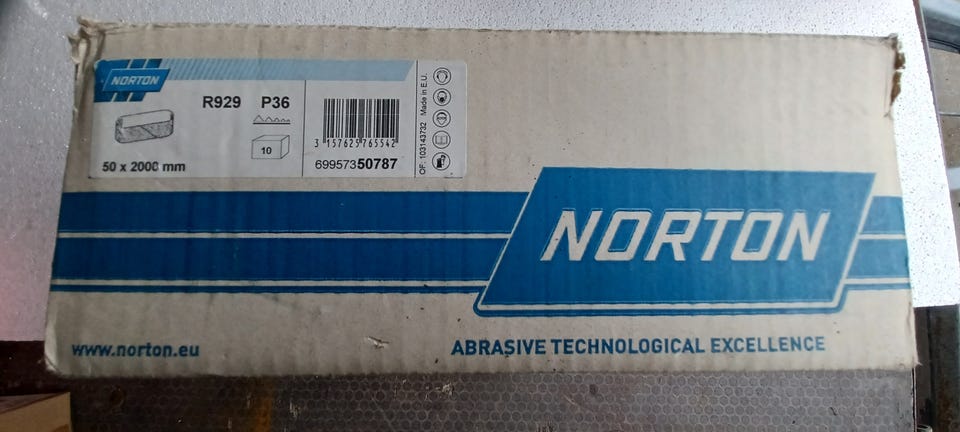 NORTON
R929 P36
10
50 x 2000 mm
3 157625 765542
69957350787
OF: 103143732 Made in E.U.
NORTON
www.norton.eu
ABRASIVE TECHNOLOGICAL EXCELLENCE